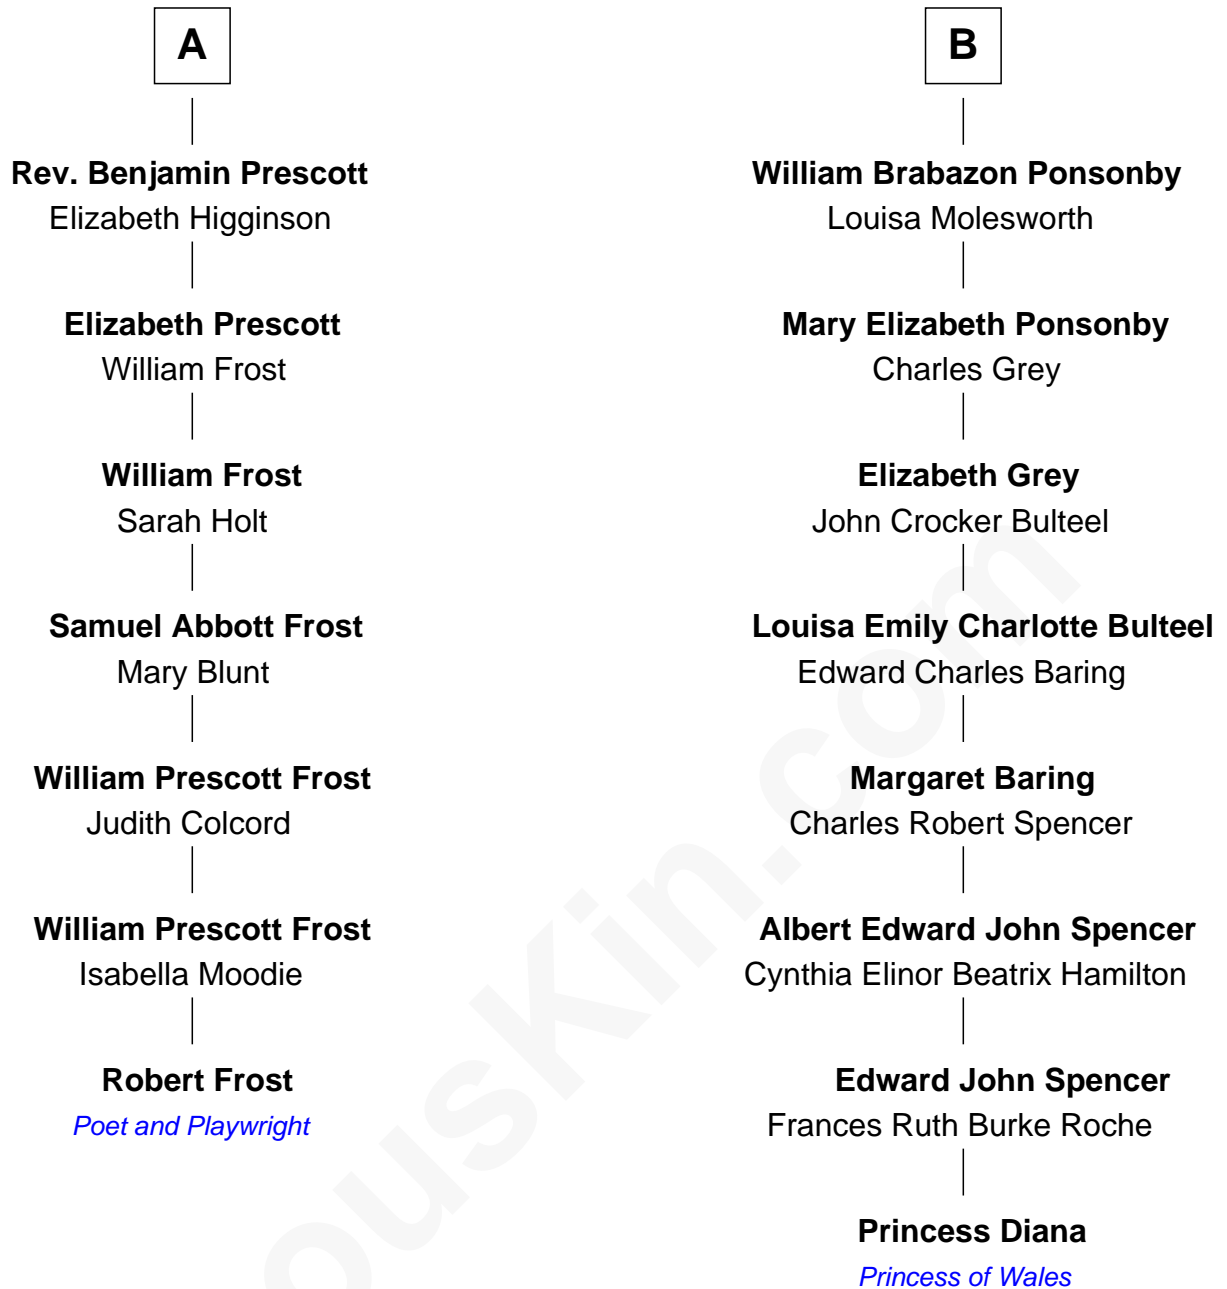 A
Rev. Benjamin Prescott
Elizabeth Higginson
Elizabeth Prescott
William Frost
William Frost
Sarah Holt
Samuel Abbott Frost
Mary Blunt
William Prescott Frost
Judith Colcord
William Prescott Frost
Isabella Moodie
Robert Frost
Poet and Playwright
B
William Brabazon Ponsonby
Louisa Molesworth
Mary Elizabeth Ponsonby
Charles Grey
Elizabeth Grey
John Crocker Bulteel
Louisa Emily Charlotte Bulteel
Edward Charles Baring
Margaret Baring
Charles Robert Spencer
Albert Edward John Spencer
Cynthia Elinor Beatrix Hamilton
Edward John Spencer
Frances Ruth Burke Roche
Princess Diana
Princess of Wales
ousKin.com